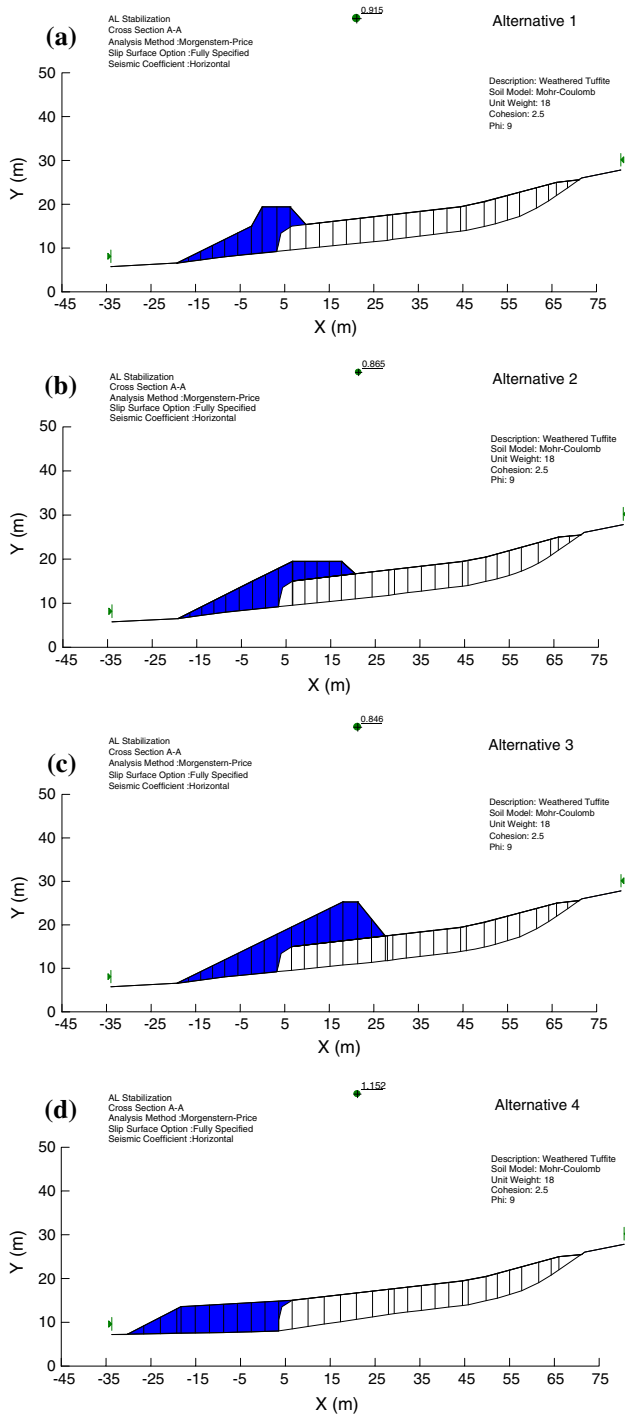 (a)
AL Stabilization
Cross Section A-A
Analysis Method :Morgenstern-Price
Slip Surface Option :Fully Specified
Seismic Coefficient :Horizontal
0.915
Alternative 1
Description: Weathered Tuffite
Soil Model: Mohr-Coulomb
Unit Weight: 18
Cohesion: 2.5
Phi: 9
Y (m)
50
40
30
20
10
0
-45 -35 -25 -15 -5 5 15 25 35 45 55 65 75
X (m)
(b)
AL Stabilization
Cross Section A-A
Analysis Method :Morgenstern-Price
Slip Surface Option :Fully Specified
Seismic Coefficient :Horizontal
0.865
Alternative 2
Description: Weathered Tuffite
Soil Model: Mohr-Coulomb
Unit Weight: 18
Cohesion: 2.5
Phi: 9
Y (m)
50
40
30
20
10
0
-45 -35 -25 -15 -5 5 15 25 35 45 55 65 75
X (m)
(c)
AL Stabilization
Cross Section A-A
Analysis Method :Morgenstern-Price
Slip Surface Option :Fully Specified
Seismic Coefficient :Horizontal
0.846
Alternative 3
Description: Weathered Tuffite
Soil Model: Mohr-Coulomb
Unit Weight: 18
Cohesion: 2.5
Phi: 9
Y (m)
50
40
30
20
10
0
-45 -35 -25 -15 -5 5 15 25 35 45 55 65 75
X (m)
(d)
AL Stabilization
Cross Section A-A
Analysis Method :Morgenstern-Price
Slip Surface Option :Fully Specified
Seismic Coefficient :Horizontal
1.152
Alternative 4
Description: Weathered Tuffite
Soil Model: Mohr-Coulomb
Unit Weight: 18
Cohesion: 2.5
Phi: 9
Y (m)
50
40
30
20
10
0
-45 -35 -25 -15 -5 5 15 25 35 45 55 65 75
X (m)